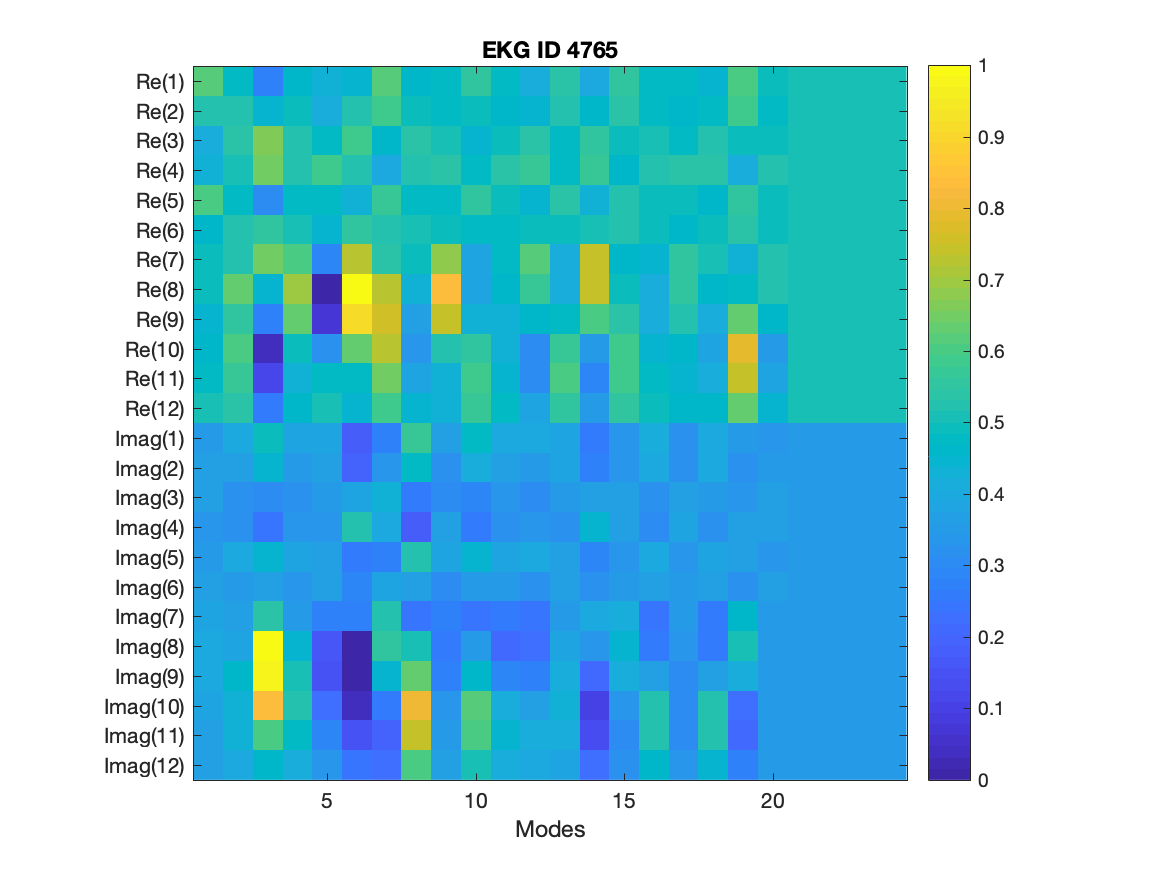 EKG ID 4765
Re(1)
Re(2)
Re(3)
Re(4)
Re(5)
Re(6)
Re(7)
Re(8)
Re(9)
Re(10)
Re(11)
Re(12)
Imag(1)
Imag(2)
Imag(3)
Imag(4)
Imag(5)
Imag(6)
Imag(7)
Imag(8)
Imag(9)
Imag(10)
Imag(11)
Imag(12)
5 10 15 20
Modes
1
0.9
0.8
0.7
0.6
0.5
0.4
0.3
0.2
0.1
0